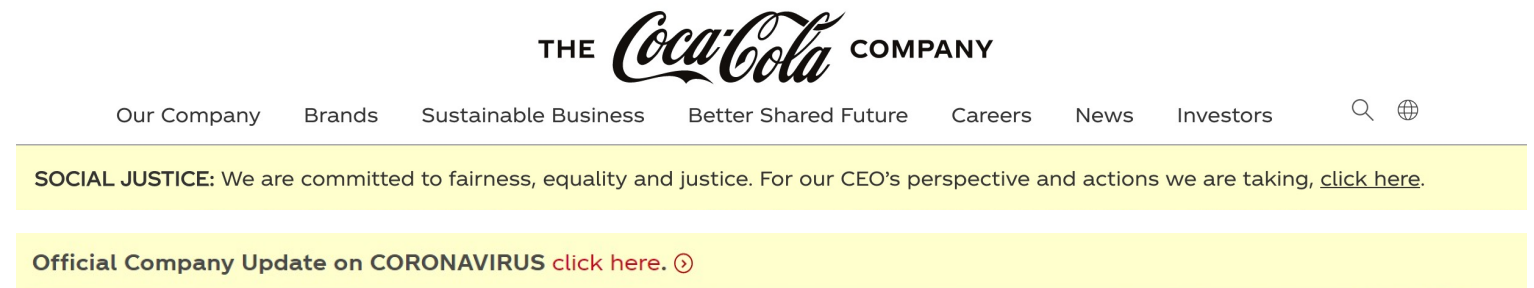 THE Coca-Cola COMPANY
Our Company Brands Sustainable Business Better Shared Future Careers News Investors
SOCIAL JUSTICE: We are committed to fairness, equality and justice. For our CEO’s perspective and actions we are taking, click here.
Official Company Update on CORONAVIRUS click here.